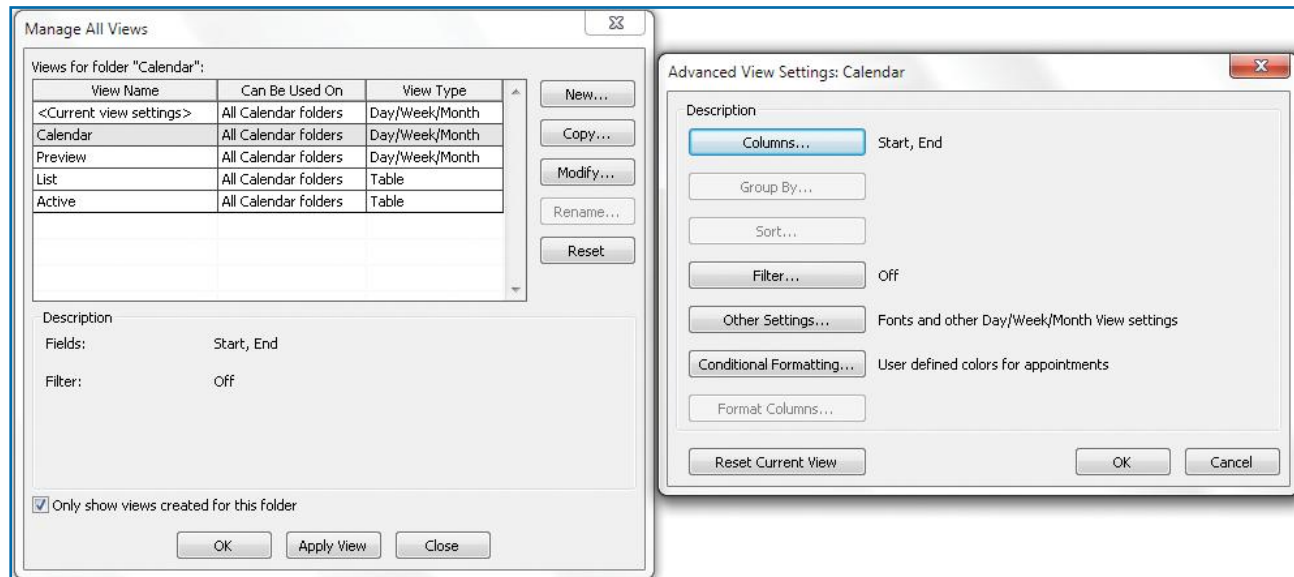 Manage All Views
Views for folder "Calendar":
View Name Can Be Used On View Type
<Current view settings> All Calendar folders Day/Week/Month
Calendar All Calendar folders Day/Week/Month
Preview All Calendar folders Day/Week/Month
List All Calendar folders Table
Active All Calendar folders Table
New...
Copy...
Modify...
Rename...
Reset
Description
Fields: Start, End
Filter: Off
Only show views created for this folder
OK Apply View Close
Advanced View Settings: Calendar
Description
Columns... Start, End
Group By...
Sort...
Filter... Off
Other Settings... Fonts and other Day/Week/Month View settings
Conditional Formatting... User defined colors for appointments
Format Columns...
Reset Current View OK Cancel